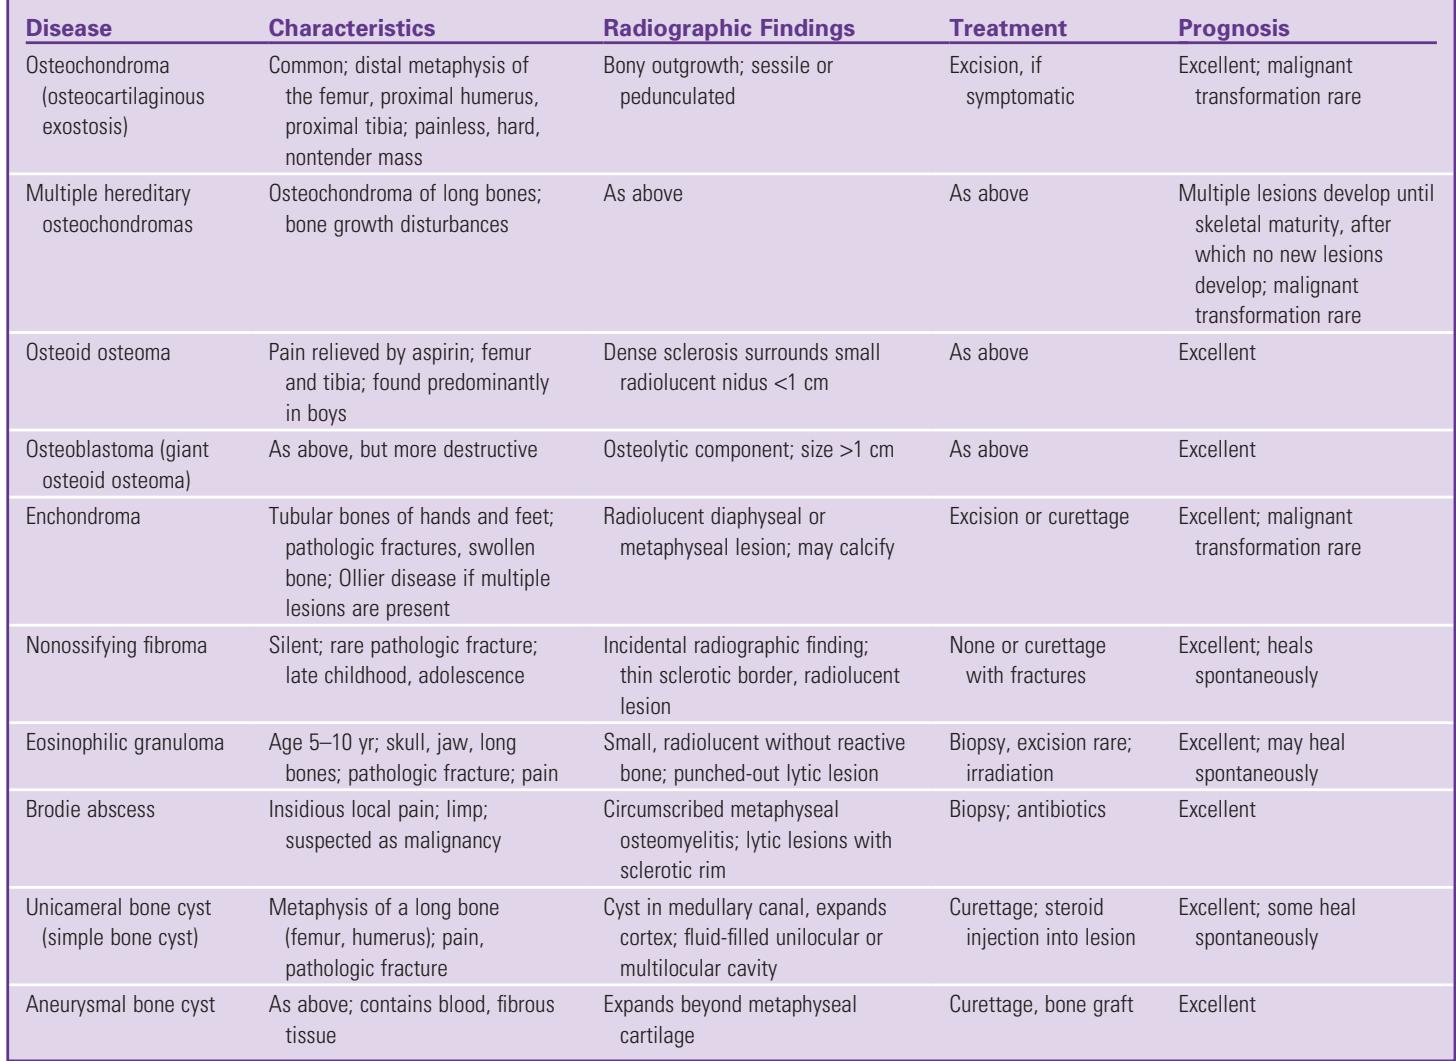 Disease Characteristics Radiographic Findings Treatment Prognosis
Osteochondroma
(osteocartilaginous
exostosis)
Common; distal metaphysis of
the femur, proximal humerus,
proximal tibia; painless, hard,
nontender mass
Bony outgrowth; sessile or
pedunculated
Excision, if
symptomatic
Excellent; malignant
transformation rare
Multiple hereditary
osteochondromas
Osteochondroma of long bones;
bone growth disturbances
As above
As above
Multiple lesions develop until
skeletal maturity, after
which no new lesions
develop; malignant
transformation rare
Osteoid osteoma
Pain relieved by aspirin; femur
and tibia; found predominantly
in boys
Dense sclerosis surrounds small
radiolucent nidus <1 cm
As above
Excellent
Osteoblastoma (giant
osteoid osteoma)
As above, but more destructive
Osteolytic component; size >1 cm
As above
Excellent
Enchondroma
Tubular bones of hands and feet;
pathologic fractures, swollen
bone; Ollier disease if multiple
lesions are present
Radiolucent diaphyseal or
metaphyseal lesion; may calcify
Excision or curettage
Excellent; malignant
transformation rare
Nonossifying fibroma
Silent; rare pathologic fracture;
late childhood, adolescence
Incidental radiographic finding;
thin sclerotic border, radiolucent
lesion
None or curettage
with fractures
Excellent; heals
spontaneously
Eosinophilic granuloma
Age 5–10 yr; skull, jaw, long
bones; pathologic fracture; pain
Small, radiolucent without reactive
bone; punched-out lytic lesion
Biopsy, excision rare;
irradiation
Excellent; may heal
spontaneously
Brodie abscess
Insidious local pain; limp;
suspected as malignancy
Circumscribed metaphyseal
osteomyelitis; lytic lesions with
sclerotic rim
Biopsy; antibiotics
Excellent
Unicameral bone cyst
(simple bone cyst)
Metaphysis of a long bone
(femur, humerus); pain,
pathologic fracture
Cyst in medullary canal, expands
cortex; fluid-filled unilocular or
multilocular cavity
Curettage; steroid
injection into lesion
Excellent; some heal
spontaneously
Aneurysmal bone cyst
As above; contains blood, fibrous
tissue
Expands beyond metaphyseal
cartilage
Curettage, bone graft
Excellent